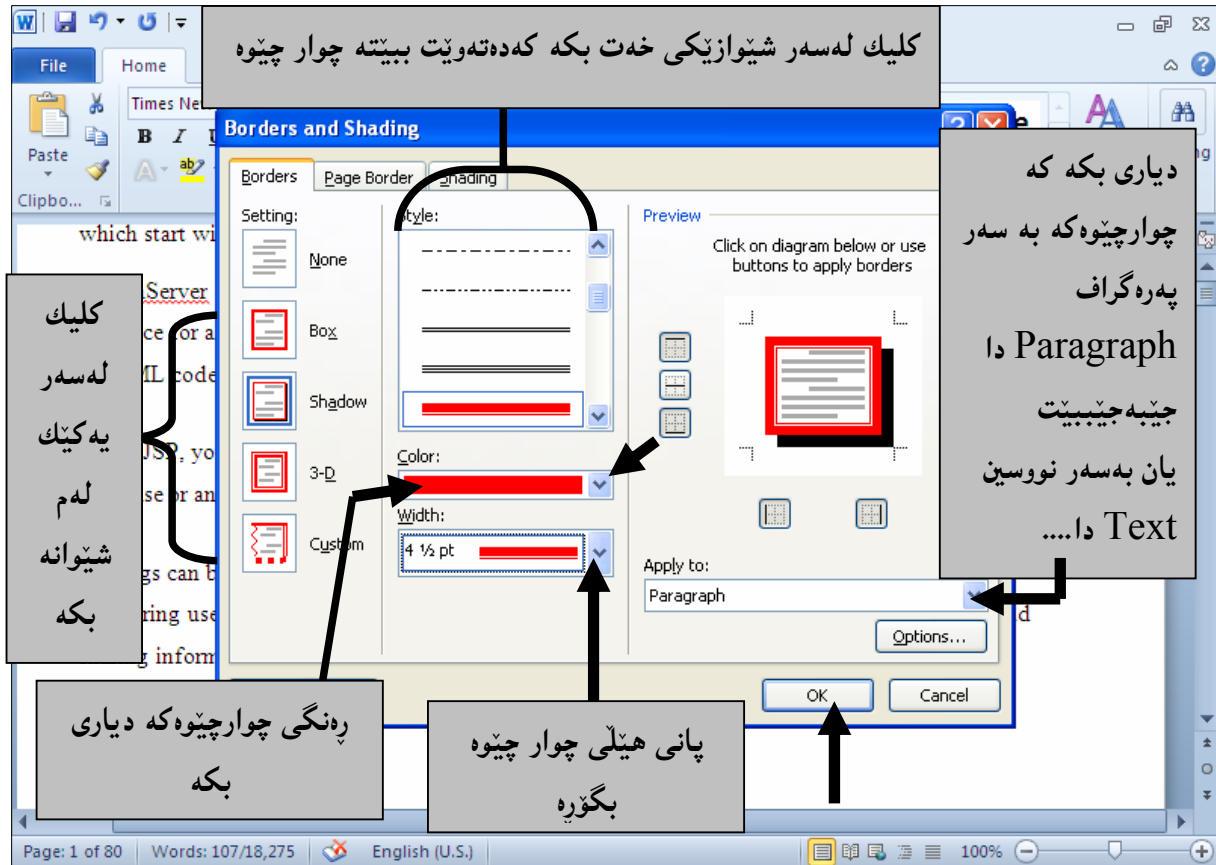 File
Home
Times Ne
Paste
Clipbo...
B I U
کلیك لەسەر شێوازێكی خەت بكە كەدەتەوێت ببێتە چوار چێوە
Borders and Shading
Borders
Page Border
Shading
Setting:
None
Box
Shadow
3-D
Custom
Style:
Color:
Width:
4 ½ pt
Preview
Click on diagram below or use
buttons to apply borders
Apply to:
Paragraph
Options...
OK
Cancel
دیاری بكە كە
چوارچێوەكە بە سەر
پەرەگراف
Paragraph دا
جێبەجێببێت
یان بەسەر نووسین
Text دا....
كلیك
لەسەر
یەكێك
لەم
شێوانە
بكە
ڕەنگی چوارچێوەكە دیاری
بكە
پانی هێڵی چوار چێوە
بگۆڕە
which start wi
Server
ce for a
ML code
JSP, yo
se or an
gs can b
ring use
inform
Page: 1 of 80
Words: 107/18,275
English (U.S.)
100%